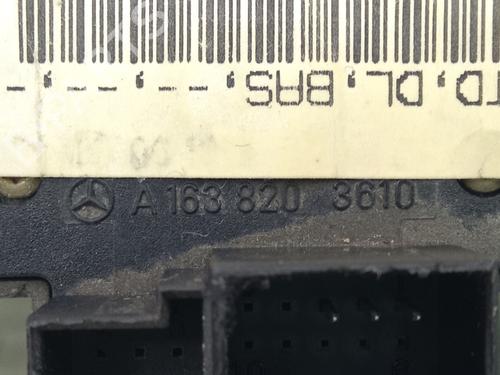 TD, DL, BAS, --, --, -
A 163 820 3610